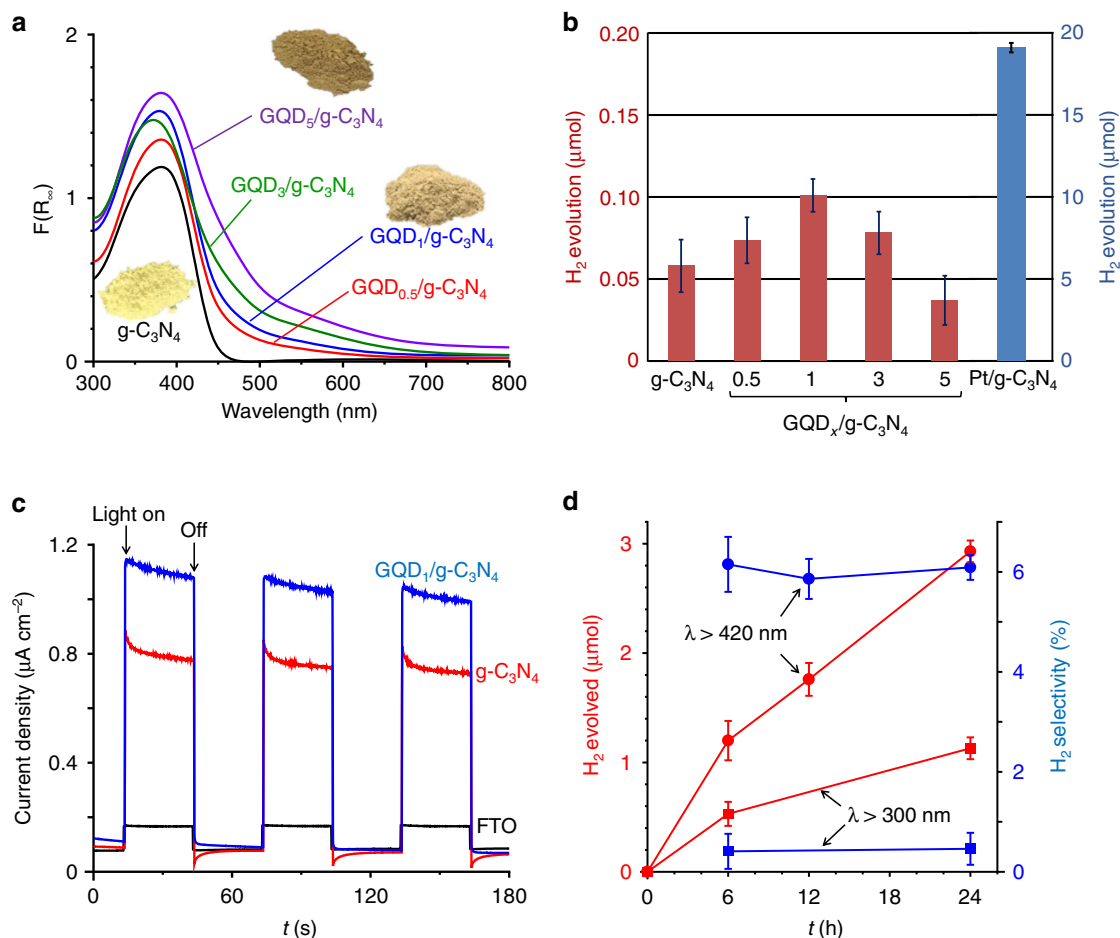 a
2
1
0
F(R∞)
300
400
500
600
700
800
Wavelength (nm)
GQD₅/g-C₃N₄
GQD₃/g-C₃N₄
GQD₁/g-C₃N₄
GQD₀.₅/g-C₃N₄
g-C₃N₄
b
0.20
0.15
0.10
0.05
0
H₂ evolution (μmol)
20
15
10
5
0
H₂ evolution (μmol)
g-C₃N₄
0.5
1
3
5
Pt/g-C₃N₄
GQDₓ/g-C₃N₄
c
Light on
Off
1.2
0.8
0.4
0
Current density (μA cm⁻²)
GQD₁/g-C₃N₄
g-C₃N₄
FTO
0
60
120
180
t (s)
d
3
2
1
0
H₂ evolved (μmol)
6
4
2
0
H₂ selectivity (%)
λ > 420 nm
λ > 300 nm
0
6
12
18
24
t (h)